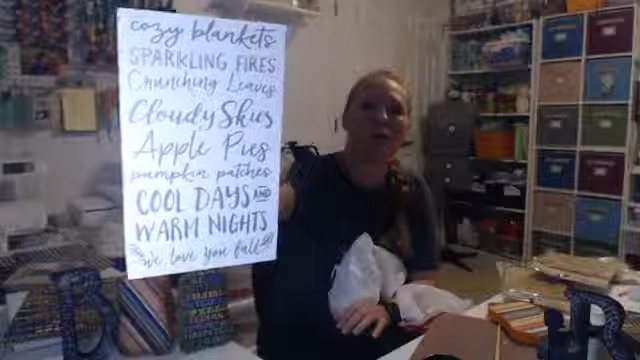 cozy blankets
SPARKLING FIRES
Crunching Leaves
Cloudy Skies
Apple Pies
pumpkin patches
COOL DAYS AND
WARM NIGHTS
we love you fall